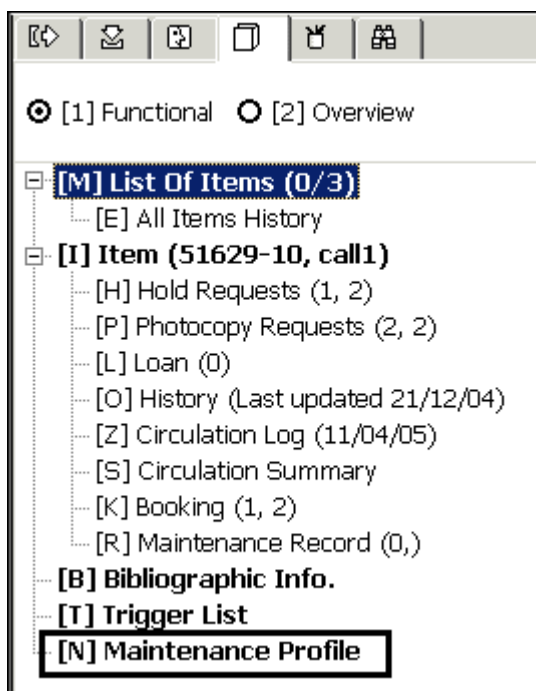 [1] Functional [2] Overview
[M] List Of Items (0/3)
[E] All Items History
[I] Item (51629-10, call1)
[H] Hold Requests (1, 2)
[P] Photocopy Requests (2, 2)
[L] Loan (0)
[O] History (Last updated 21/12/04)
[Z] Circulation Log (11/04/05)
[S] Circulation Summary
[K] Booking (1, 2)
[R] Maintenance Record (0,)
[B] Bibliographic Info.
[T] Trigger List
[N] Maintenance Profile